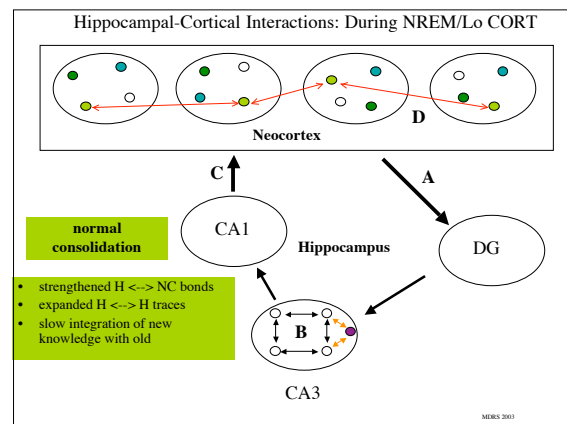 Hippocampal-Cortical Interactions: During NREM/Lo CORT
D
Neocortex
C
A
normal
consolidation
CA1
Hippocampus
DG
• strengthened H <--> NC bonds
• expanded H <--> H traces
• slow integration of new
knowledge with old
B
CA3
MDRS 2003